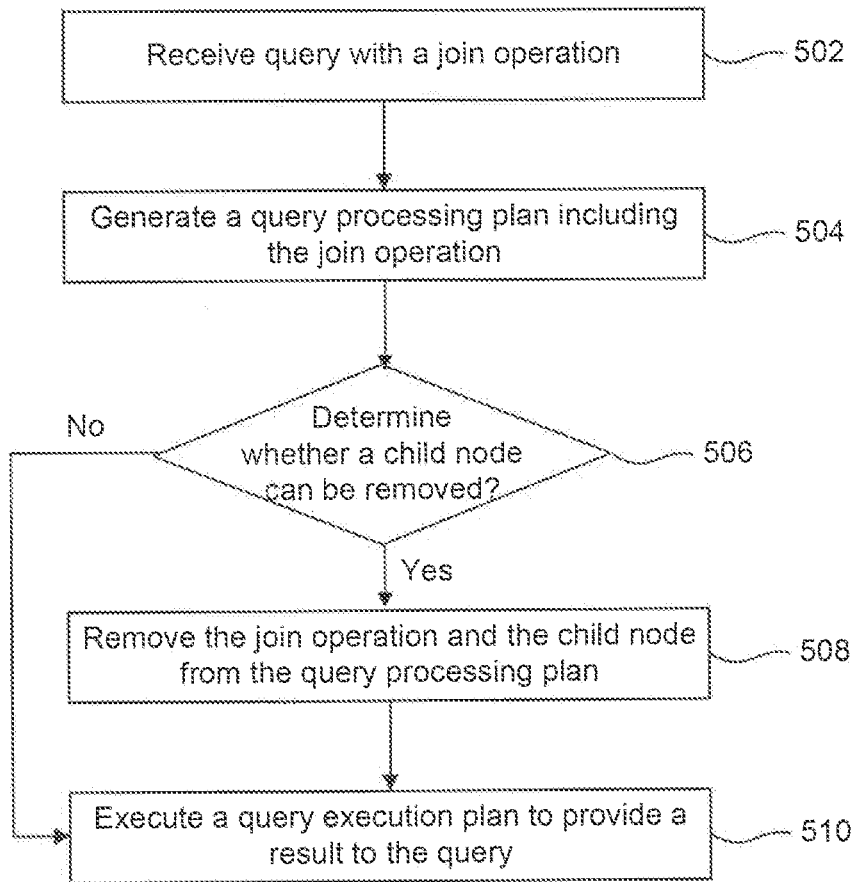 Receive query with a join operation
502
Generate a query processing plan including
the join operation
504
Determine
whether a child node
can be removed?
506
No
Yes
Remove the join operation and the child node
from the query processing plan
508
Execute a query execution plan to provide a
result to the query
510